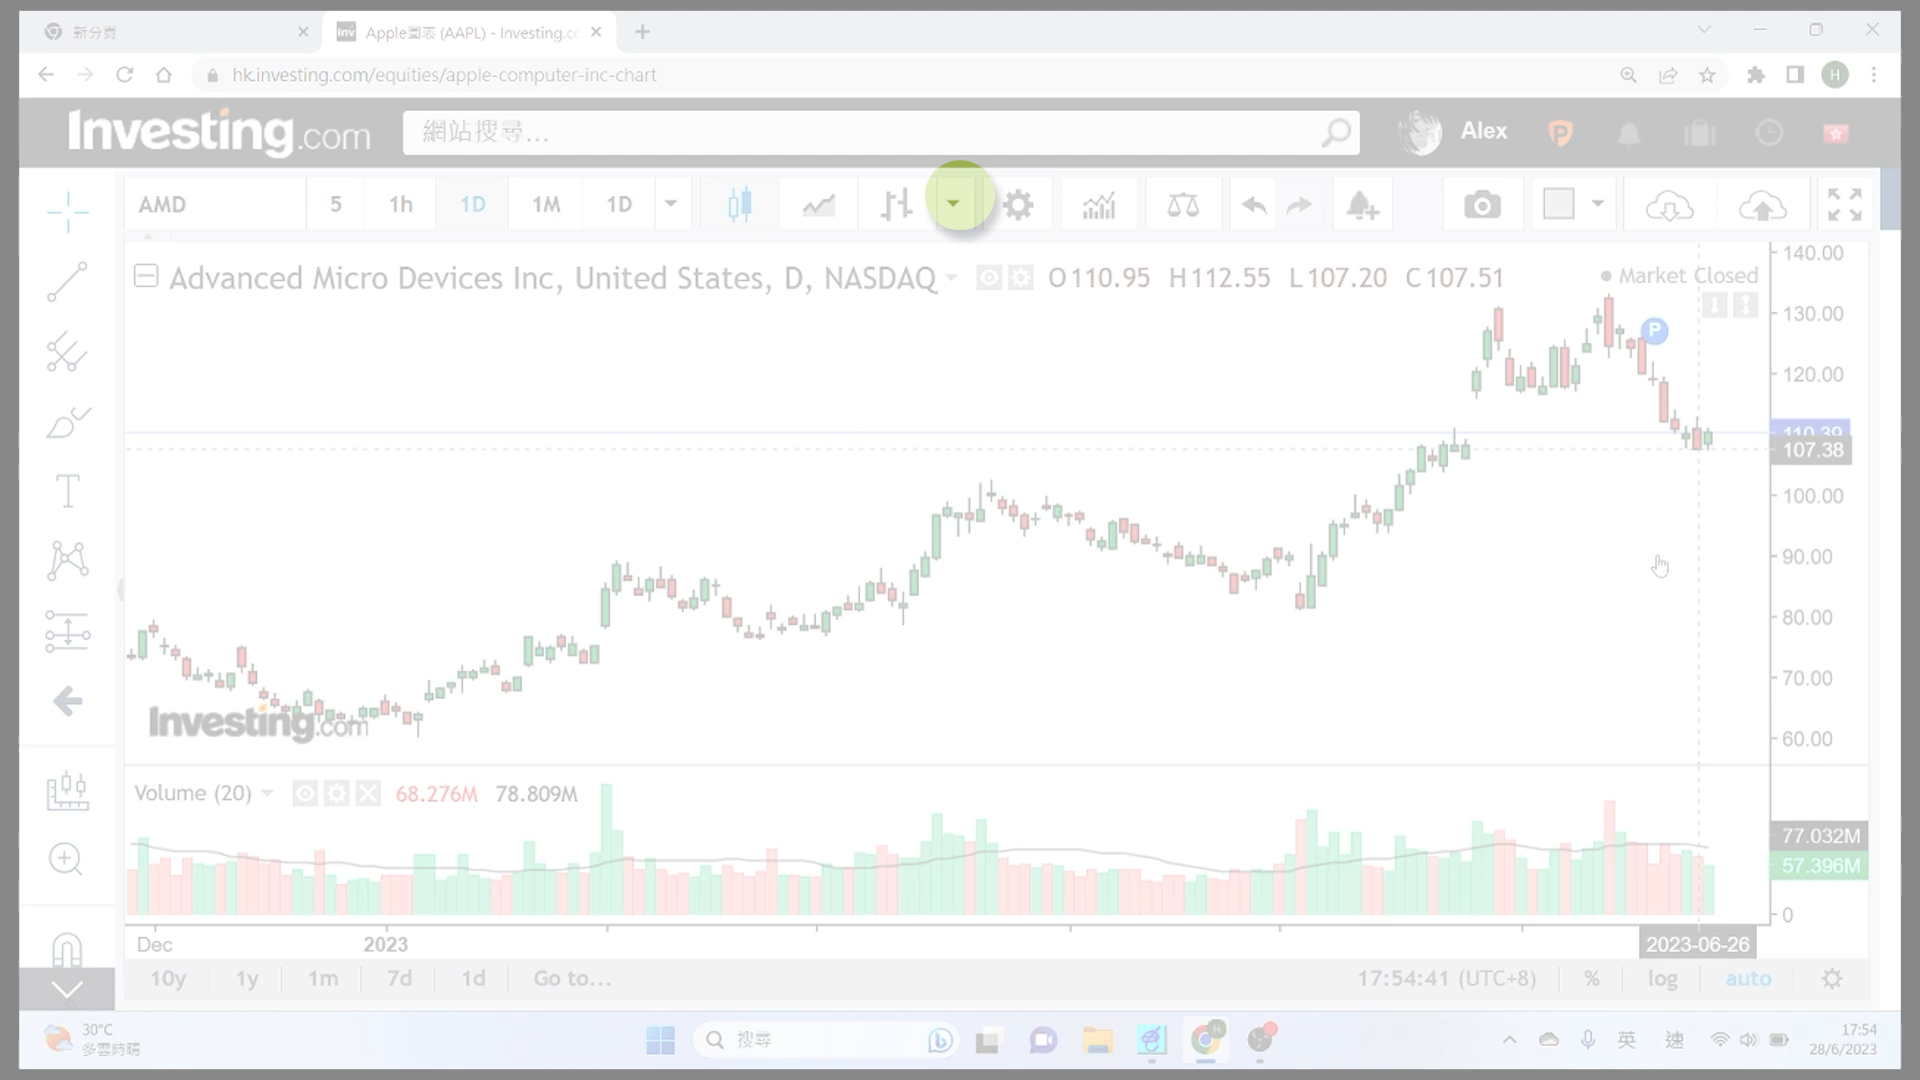 新分頁
Apple圖表 (AAPL) - Investing.cc
hk.investing.com/equities/apple-computer-inc-chart
H
Investing.com
網站搜尋...
Alex
P
AMD
5
1h
1D
1M
1D
Advanced Micro Devices Inc, United States, D, NASDAQ
O110.95 H112.55 L107.20 C107.51
Market Closed
P
T
140.00
130.00
120.00
110.39
107.38
100.00
90.00
80.00
70.00
60.00
Investing.com
Volume (20)
68.276M 78.809M
77.032M
57.396M
0
Dec
2023
2023-06-26
10y
1y
1m
7d
1d
Go to...
17:54:41 (UTC+8)
%
log
auto
30°C
多雲時晴
搜尋
英
速
17:54
28/6/2023